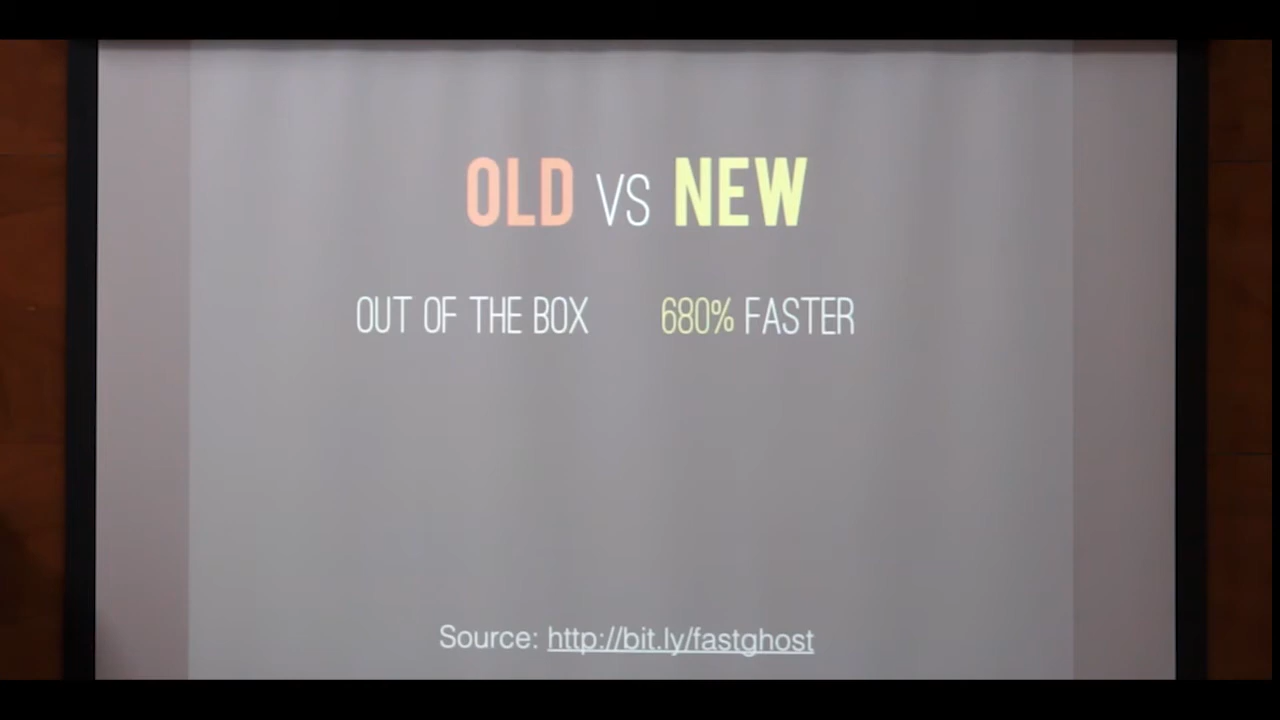 OLD VS NEW
OUT OF THE BOX 680% FASTER
Source: http://bit.ly/fastghost